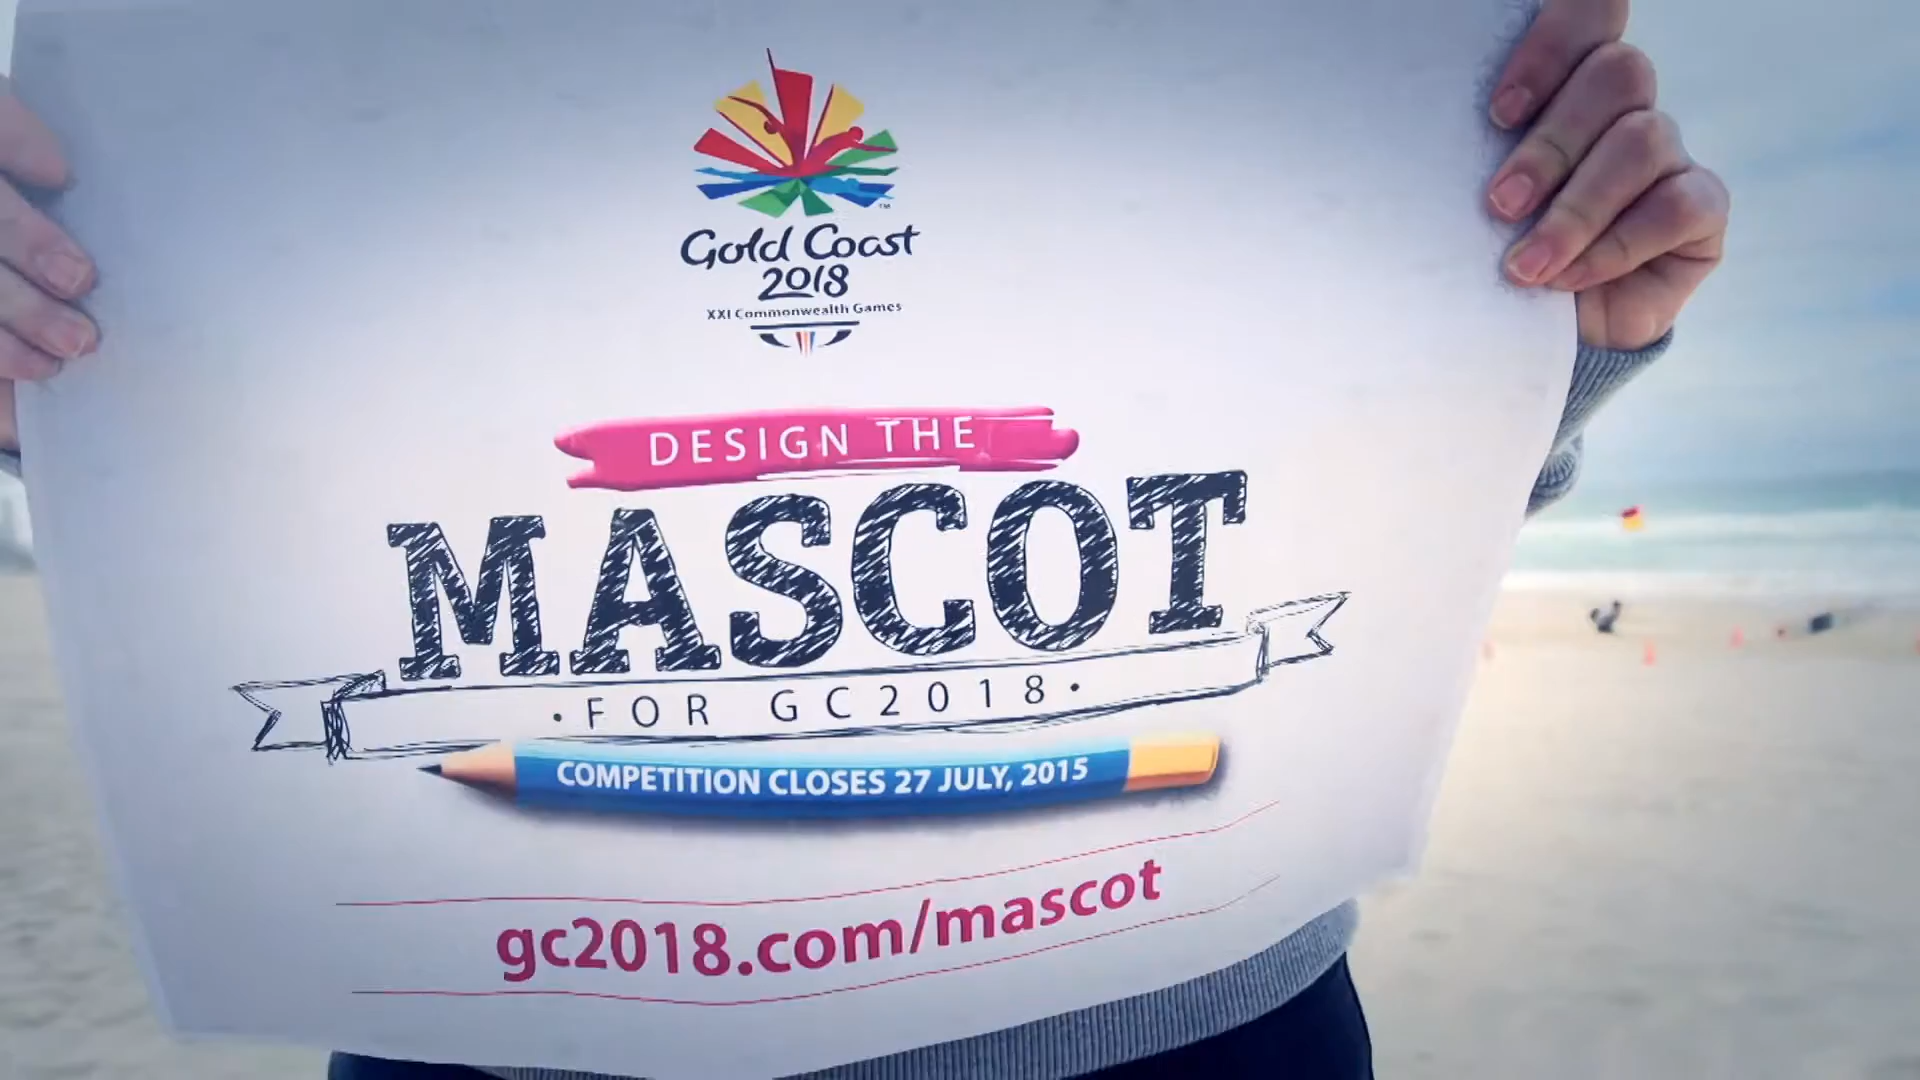 Gold Coast
2018
XXI Commonwealth Games
DESIGN THE
MASCOT
• FOR GC2018 •
COMPETITION CLOSES 27 JULY, 2015
gc2018.com/mascot